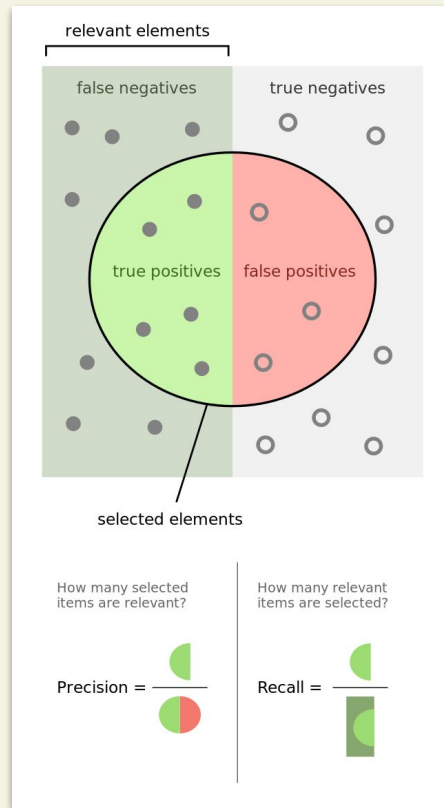 relevant elements
false negatives
true negatives
true positives
false positives
selected elements
How many selected
items are relevant?
How many relevant
items are selected?
Precision =
Recall =